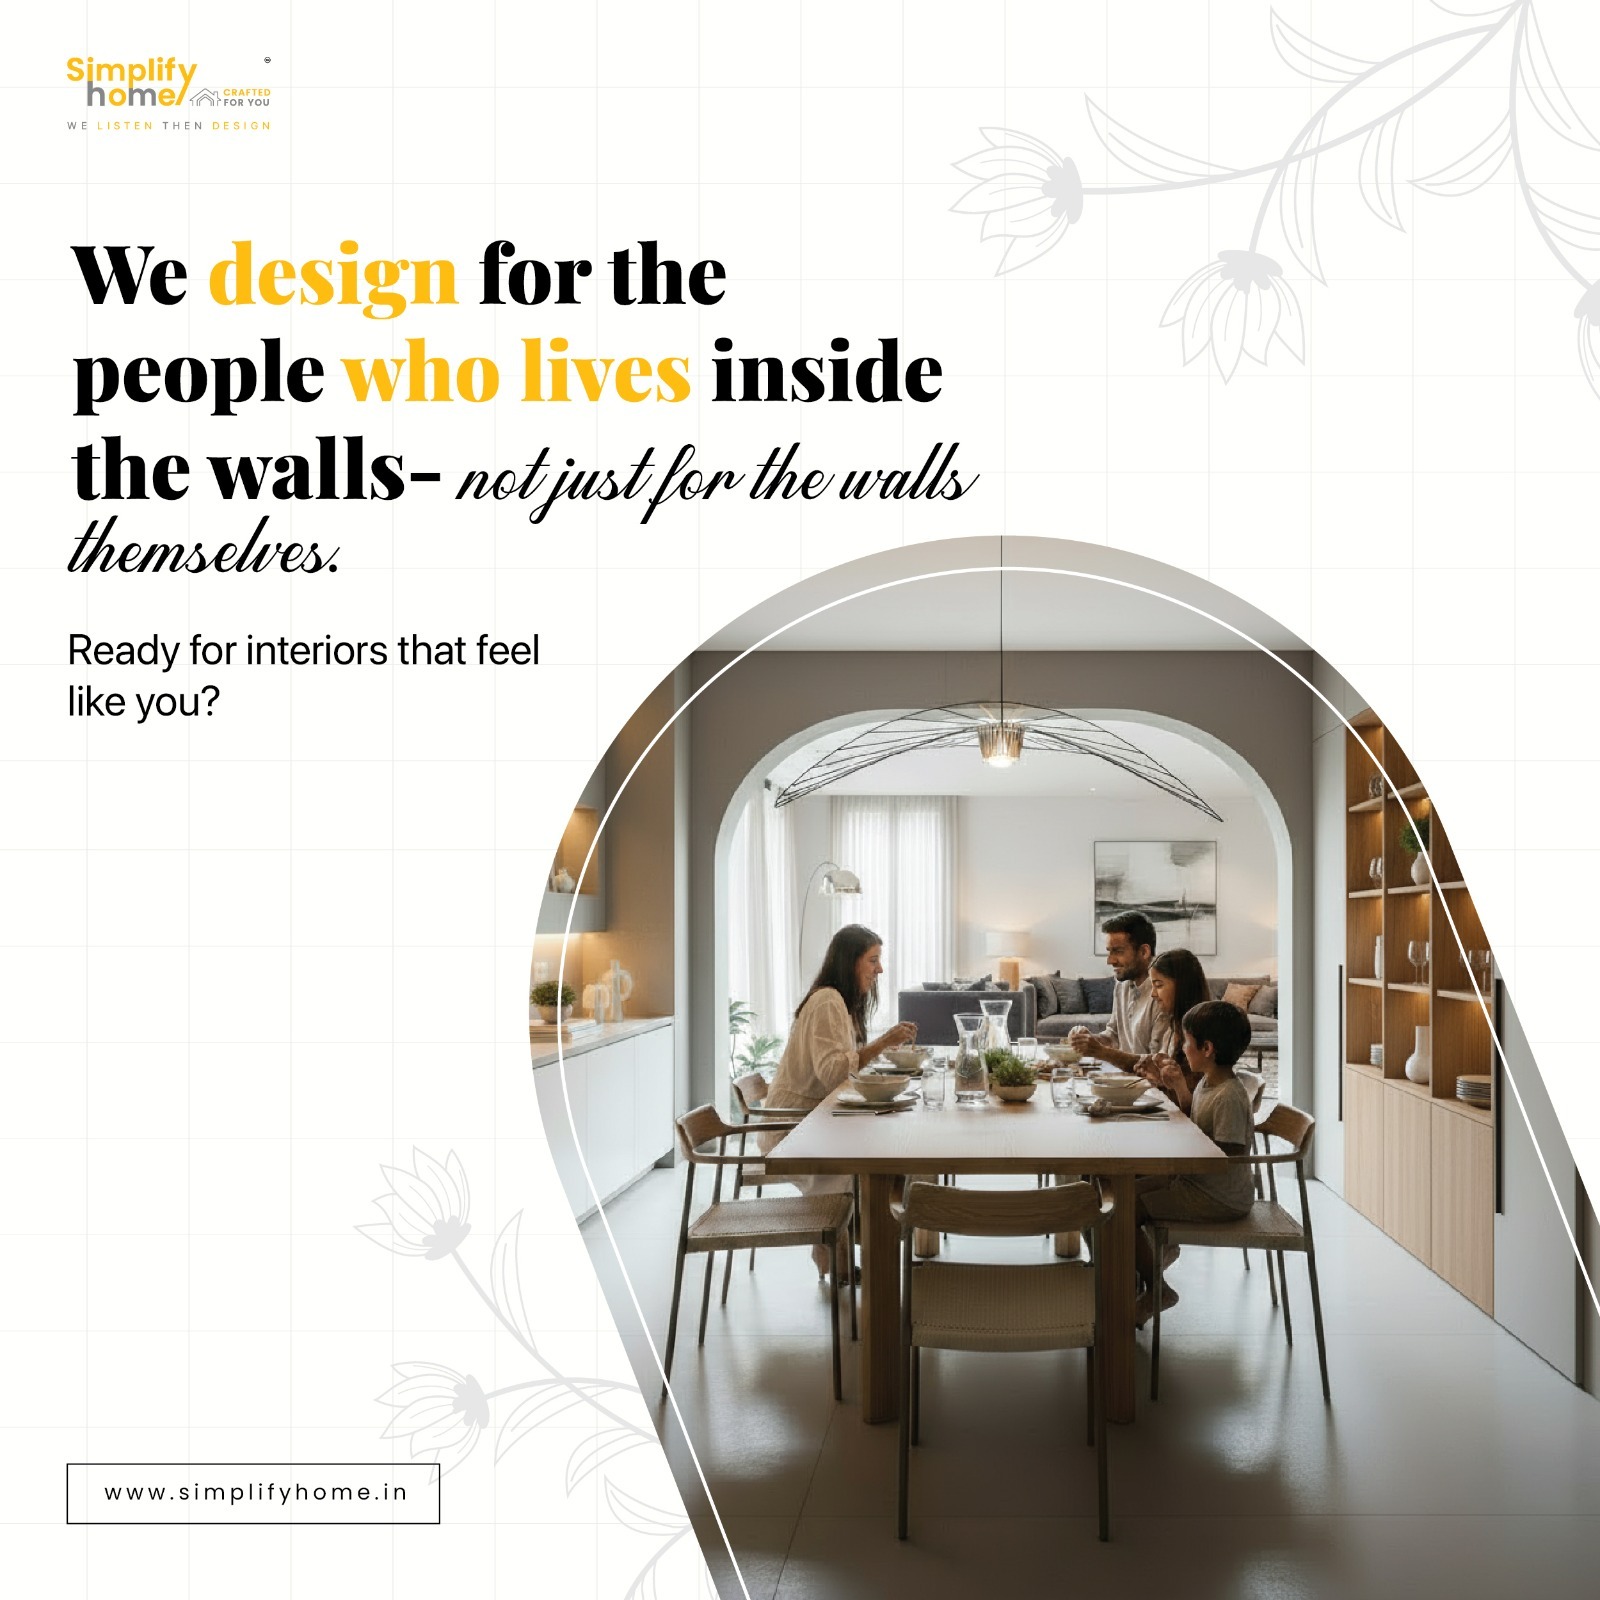 Simplify
home
CRAFTED
FOR YOU
WE LISTEN THEN DESIGN
We design for the
people who lives inside
the walls- not just for the walls
themselves.
Ready for interiors that feel
like you?
www.simplifyhome.in